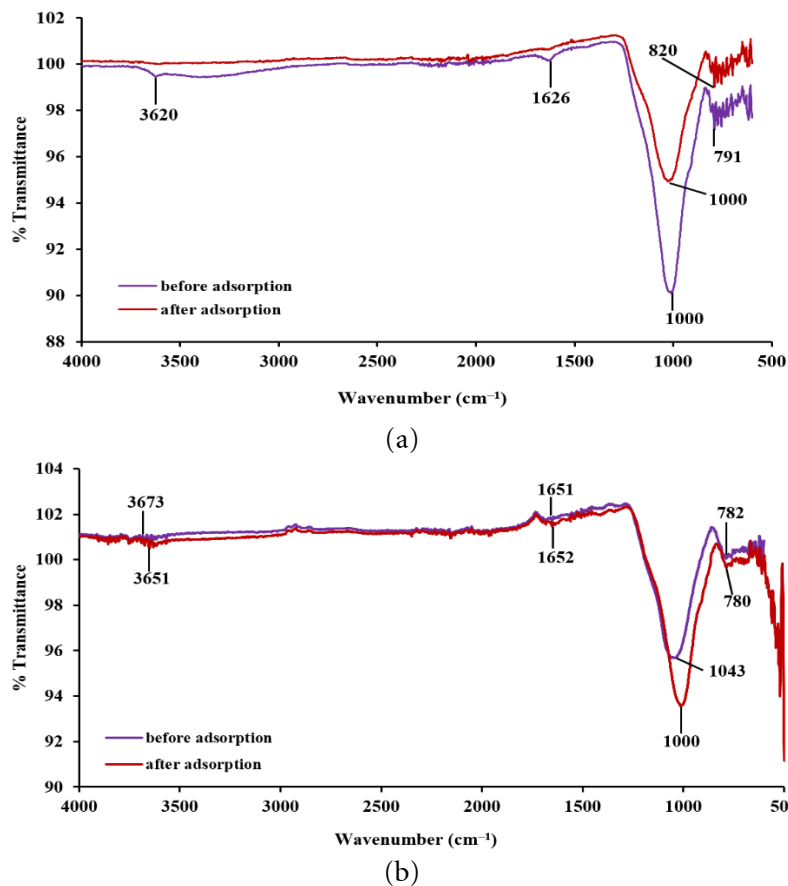 102
100
98
96
94
92
90
88
% Transmittance
3620
1626
820
791
1000
1000
before adsorption
after adsorption
4000 3500 3000 2500 2000 1500 1000 500
Wavenumber (cm⁻¹)
(a)
104
102
100
98
96
94
92
90
% Transmittance
3673
3651
1651
1652
782
780
1043
1000
before adsorption
after adsorption
4000 3500 3000 2500 2000 1500 1000 50
Wavenumber (cm⁻¹)
(b)